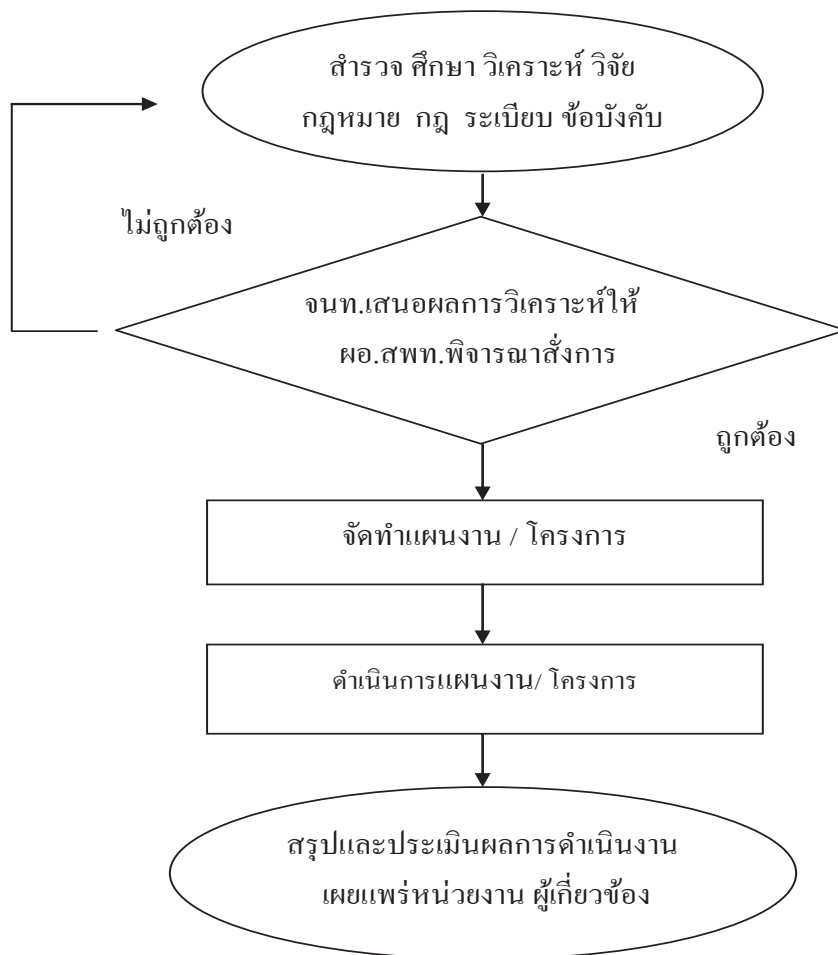 สำรวจ ศึกษา วิเคราะห์ วิจัย
กฎหมาย กฎ ระเบียบ ข้อบังคับ
ไม่ถูกต้อง
จนท.เสนอผลการวิเคราะห์ให้
ผอ.สพท.พิจารณาสั่งการ
ถูกต้อง
จัดทำแผนงาน / โครงการ
ดำเนินการแผนงาน/ โครงการ
สรุปและประเมินผลการดำเนินงาน
เผยแพร่หน่วยงาน ผู้เกี่ยวข้อง